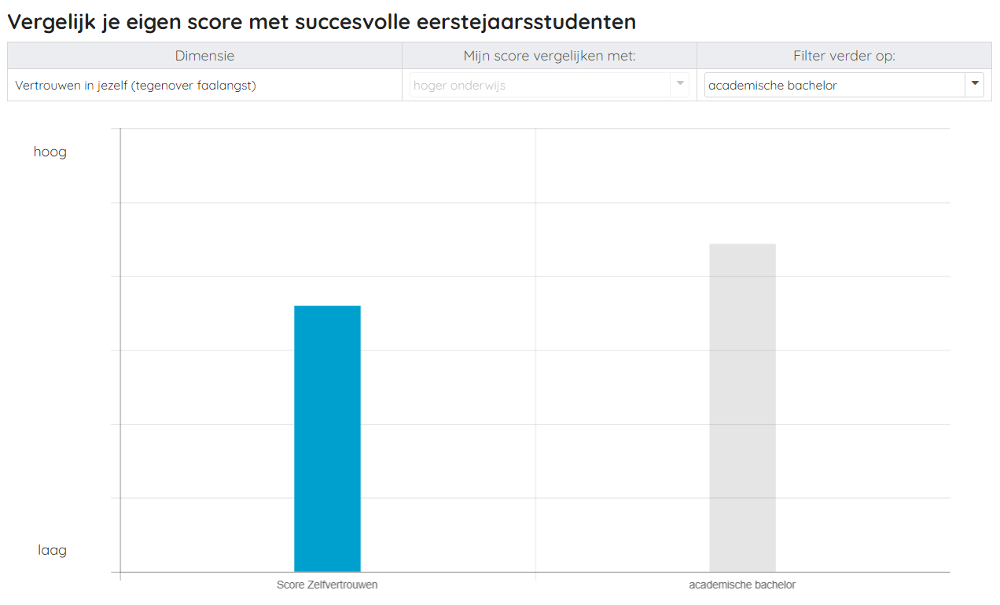 Vergelijk je eigen score met succesvolle eerstejaarsstudenten
Dimensie Mijn score vergelijken met: Filter verder op:
Vertrouwen in jezelf (tegenover faalangst) hoger onderwijs academische bachelor
hoog
laag
Score Zelfvertrouwen academische bachelor